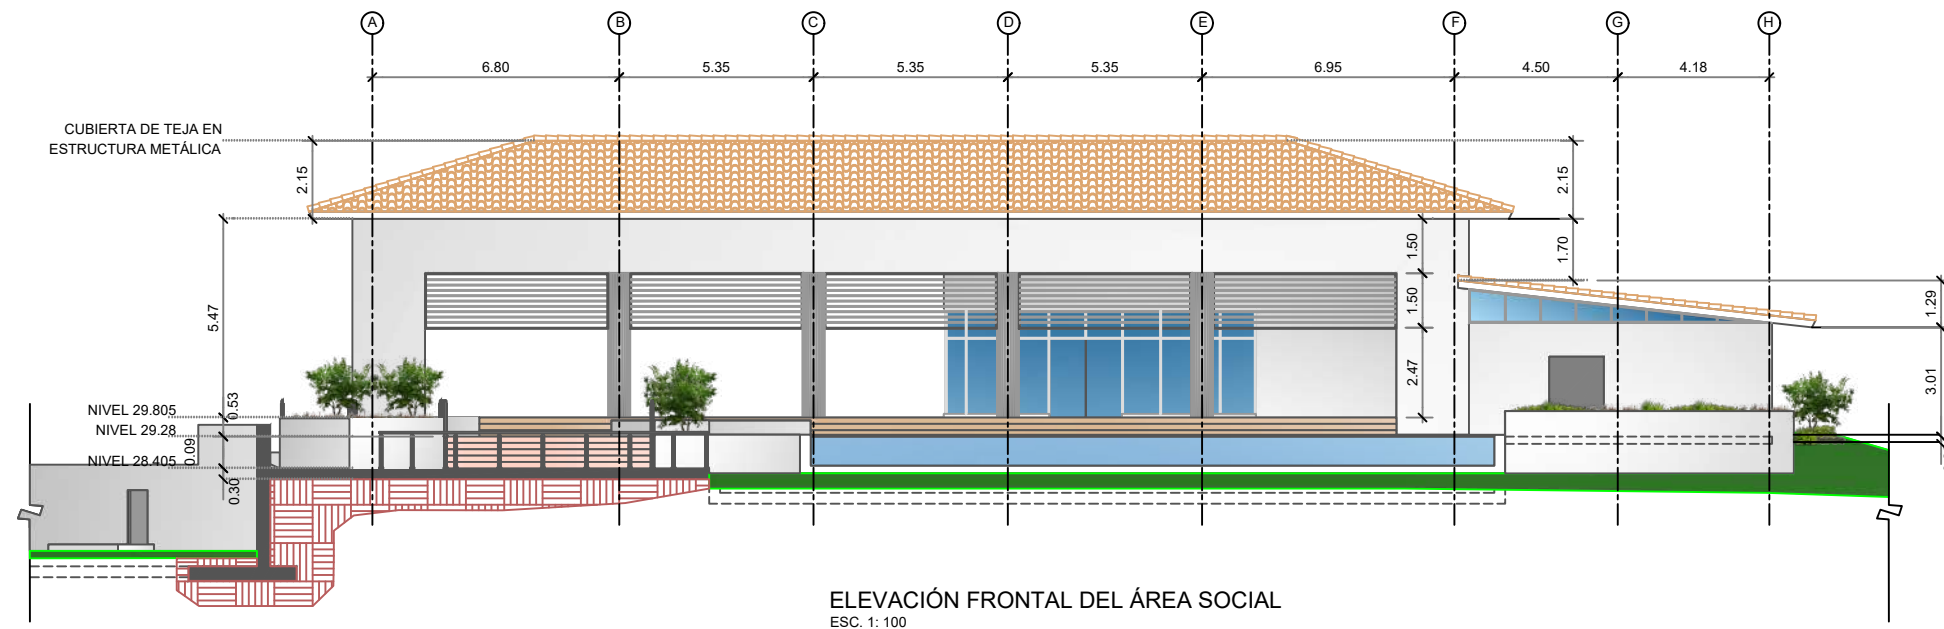 A B C D E F G H
6.80 5.35 5.35 5.35 6.95 4.50 4.18
CUBIERTA DE TEJA EN
ESTRUCTURA METÁLICA
2.15
2.15
1.50
1.70
5.47
1.50
1.29
2.47
3.01
0.53
NIVEL 29.805
NIVEL 29.28
0.09
NIVEL 28.405
0.30
ELEVACIÓN FRONTAL DEL ÁREA SOCIAL
ESC. 1: 100